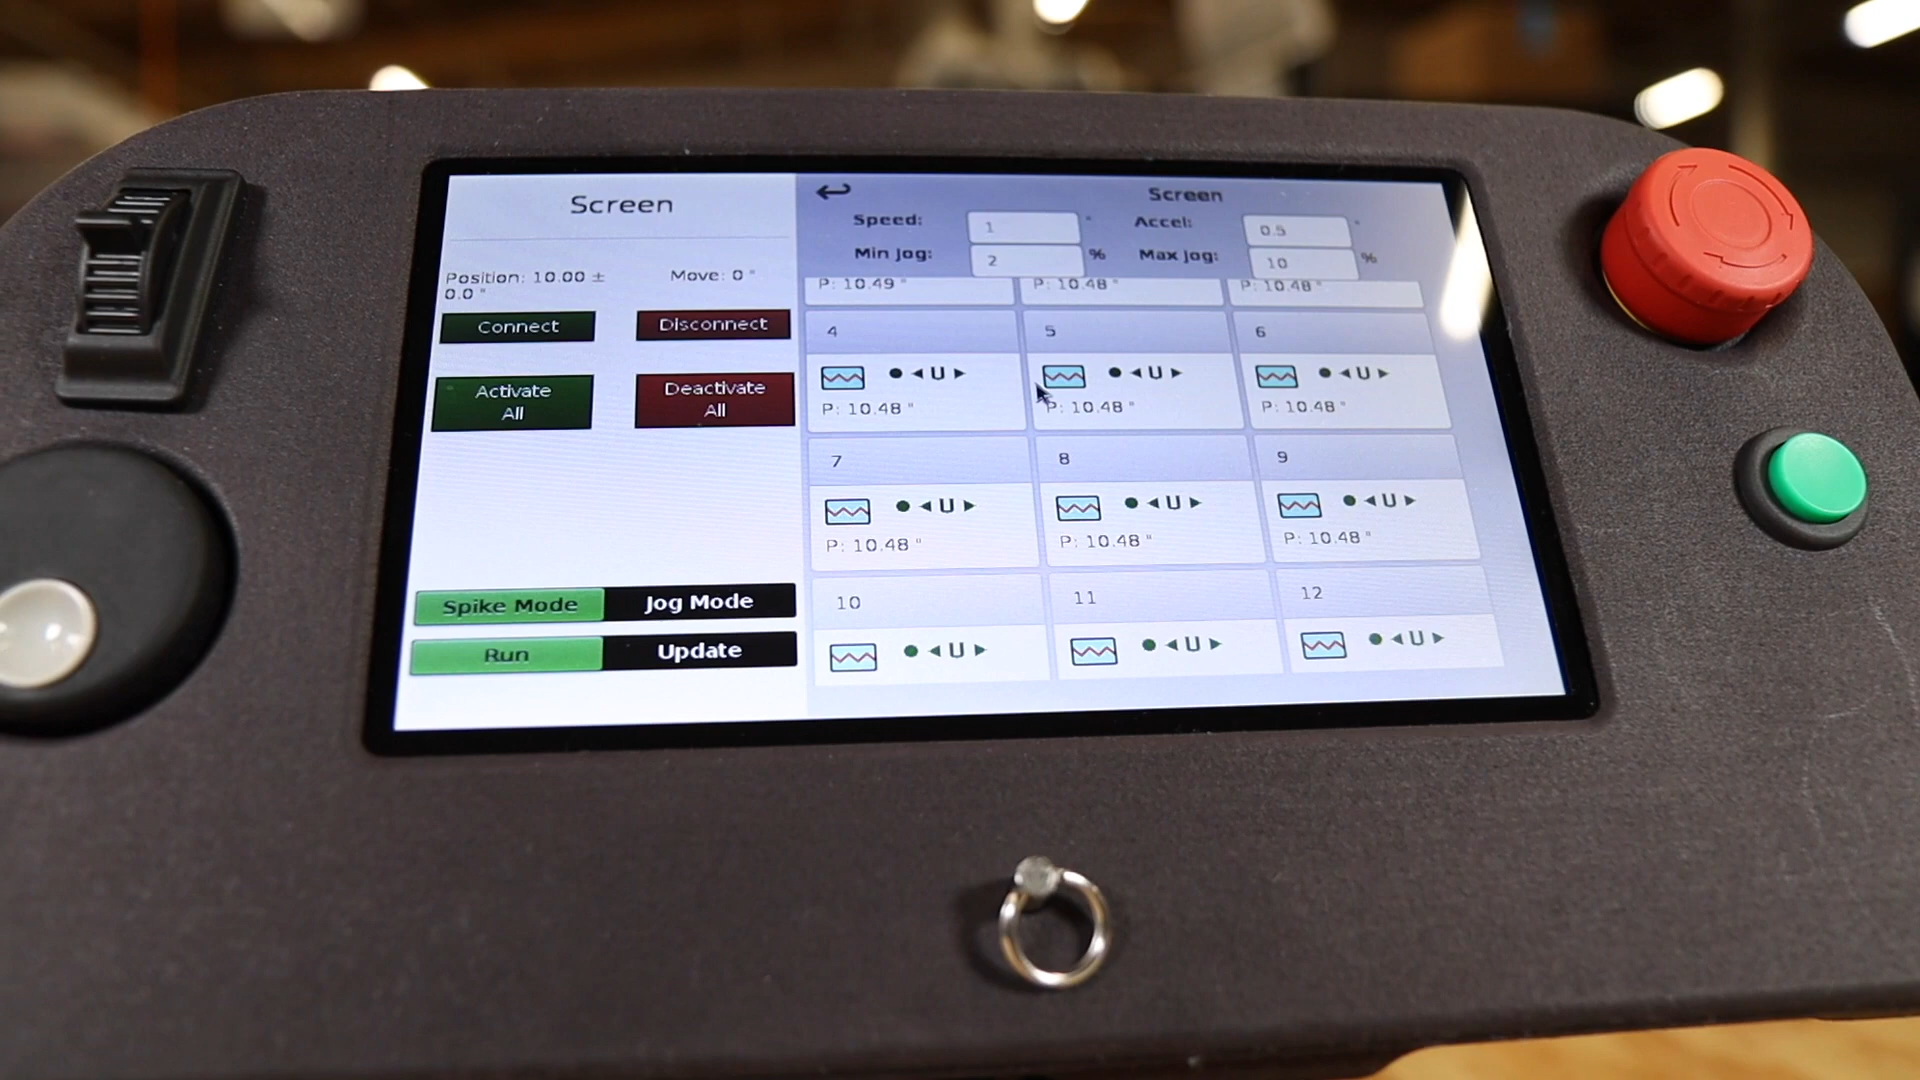 Screen
Position: 10.00 ±
0.0 "
Move: 0 "
Connect
Disconnect
Activate
All
Deactivate
All
Spike Mode
Jog Mode
Run
Update
Screen
Speed: 1 "
Accel: 0.5 "
Min Jog: 2 %
Max Jog: 10 %
P: 10.49 "
P: 10.48 "
P: 10.48 "
4
5
6
U
U
U
P: 10.48 "
P: 10.48 "
P: 10.48 "
7
8
9
U
U
U
P: 10.48 "
P: 10.48 "
P: 10.48 "
10
11
12
U
U
U